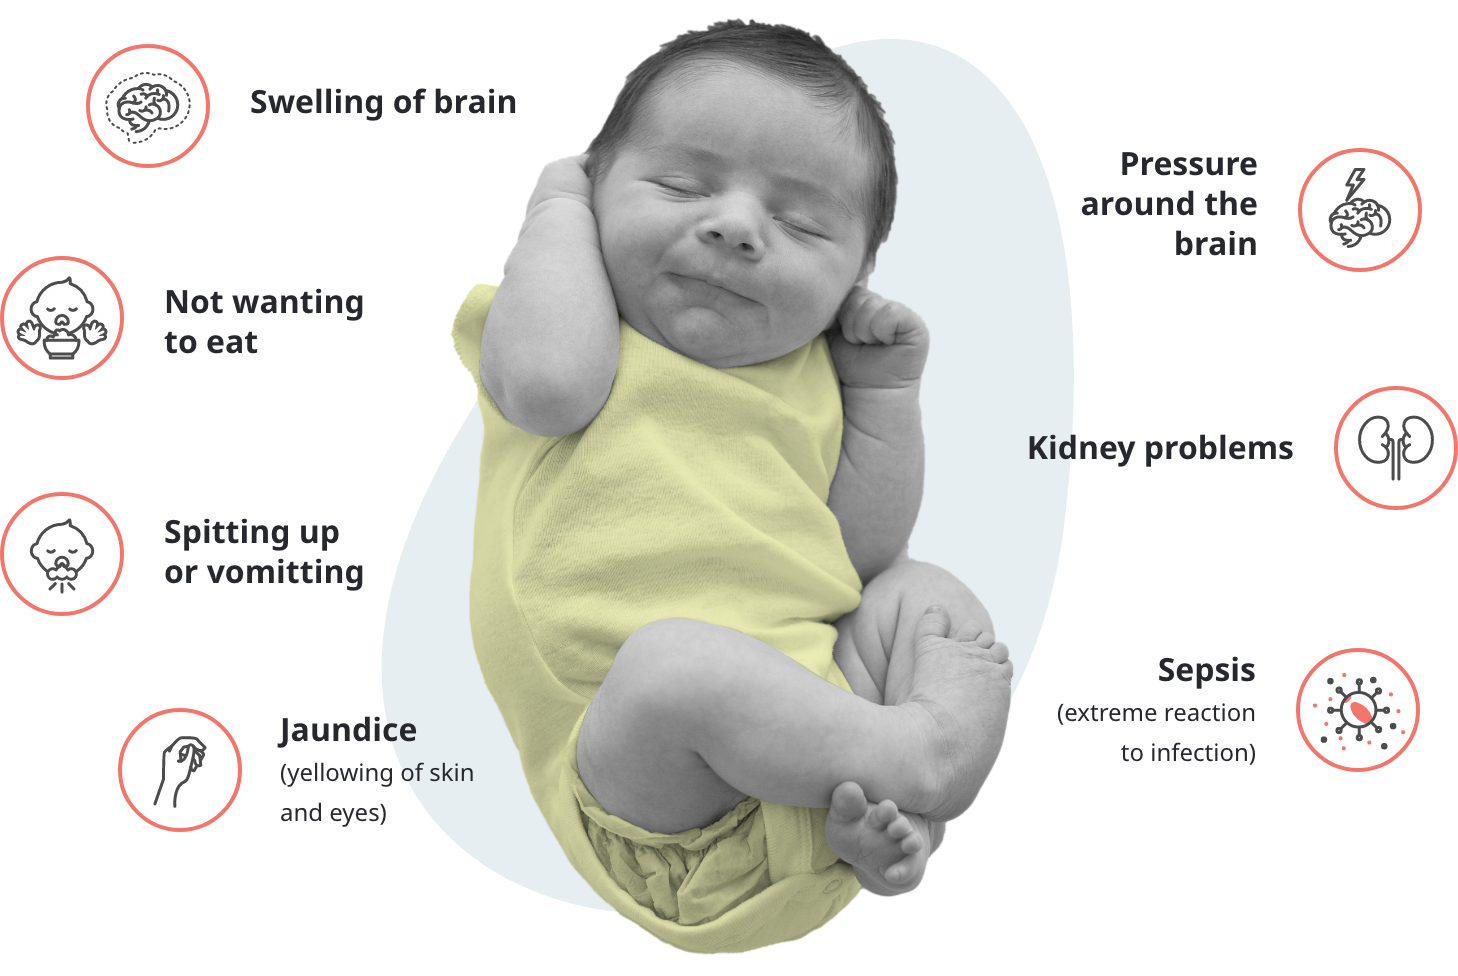 Swelling of brain
Not wanting
to eat
Spitting up
or vomitting
Jaundice
(yellowing of skin
and eyes)
Pressure
around the
brain
Kidney problems
Sepsis
(extreme reaction
to infection)